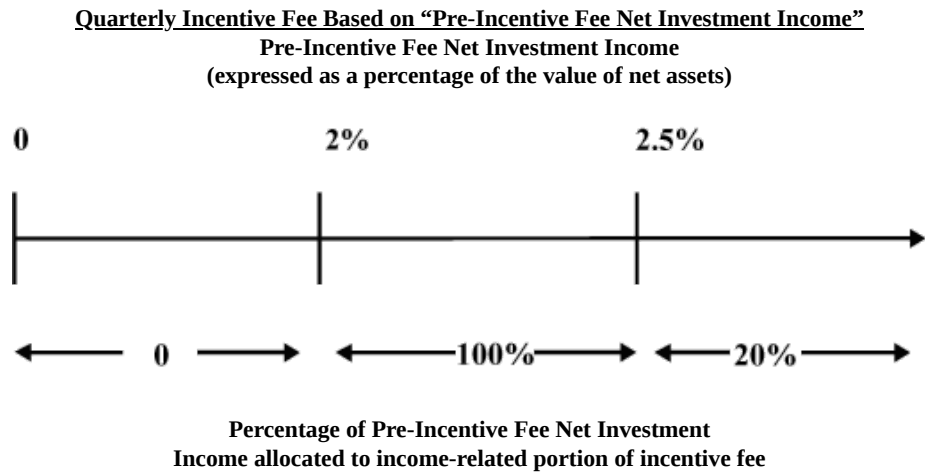 Quarterly Incentive Fee Based on “Pre-Incentive Fee Net Investment Income”
Pre-Incentive Fee Net Investment Income
(expressed as a percentage of the value of net assets)
0 2% 2.5%
0 100% 20%
Percentage of Pre-Incentive Fee Net Investment
Income allocated to income-related portion of incentive fee